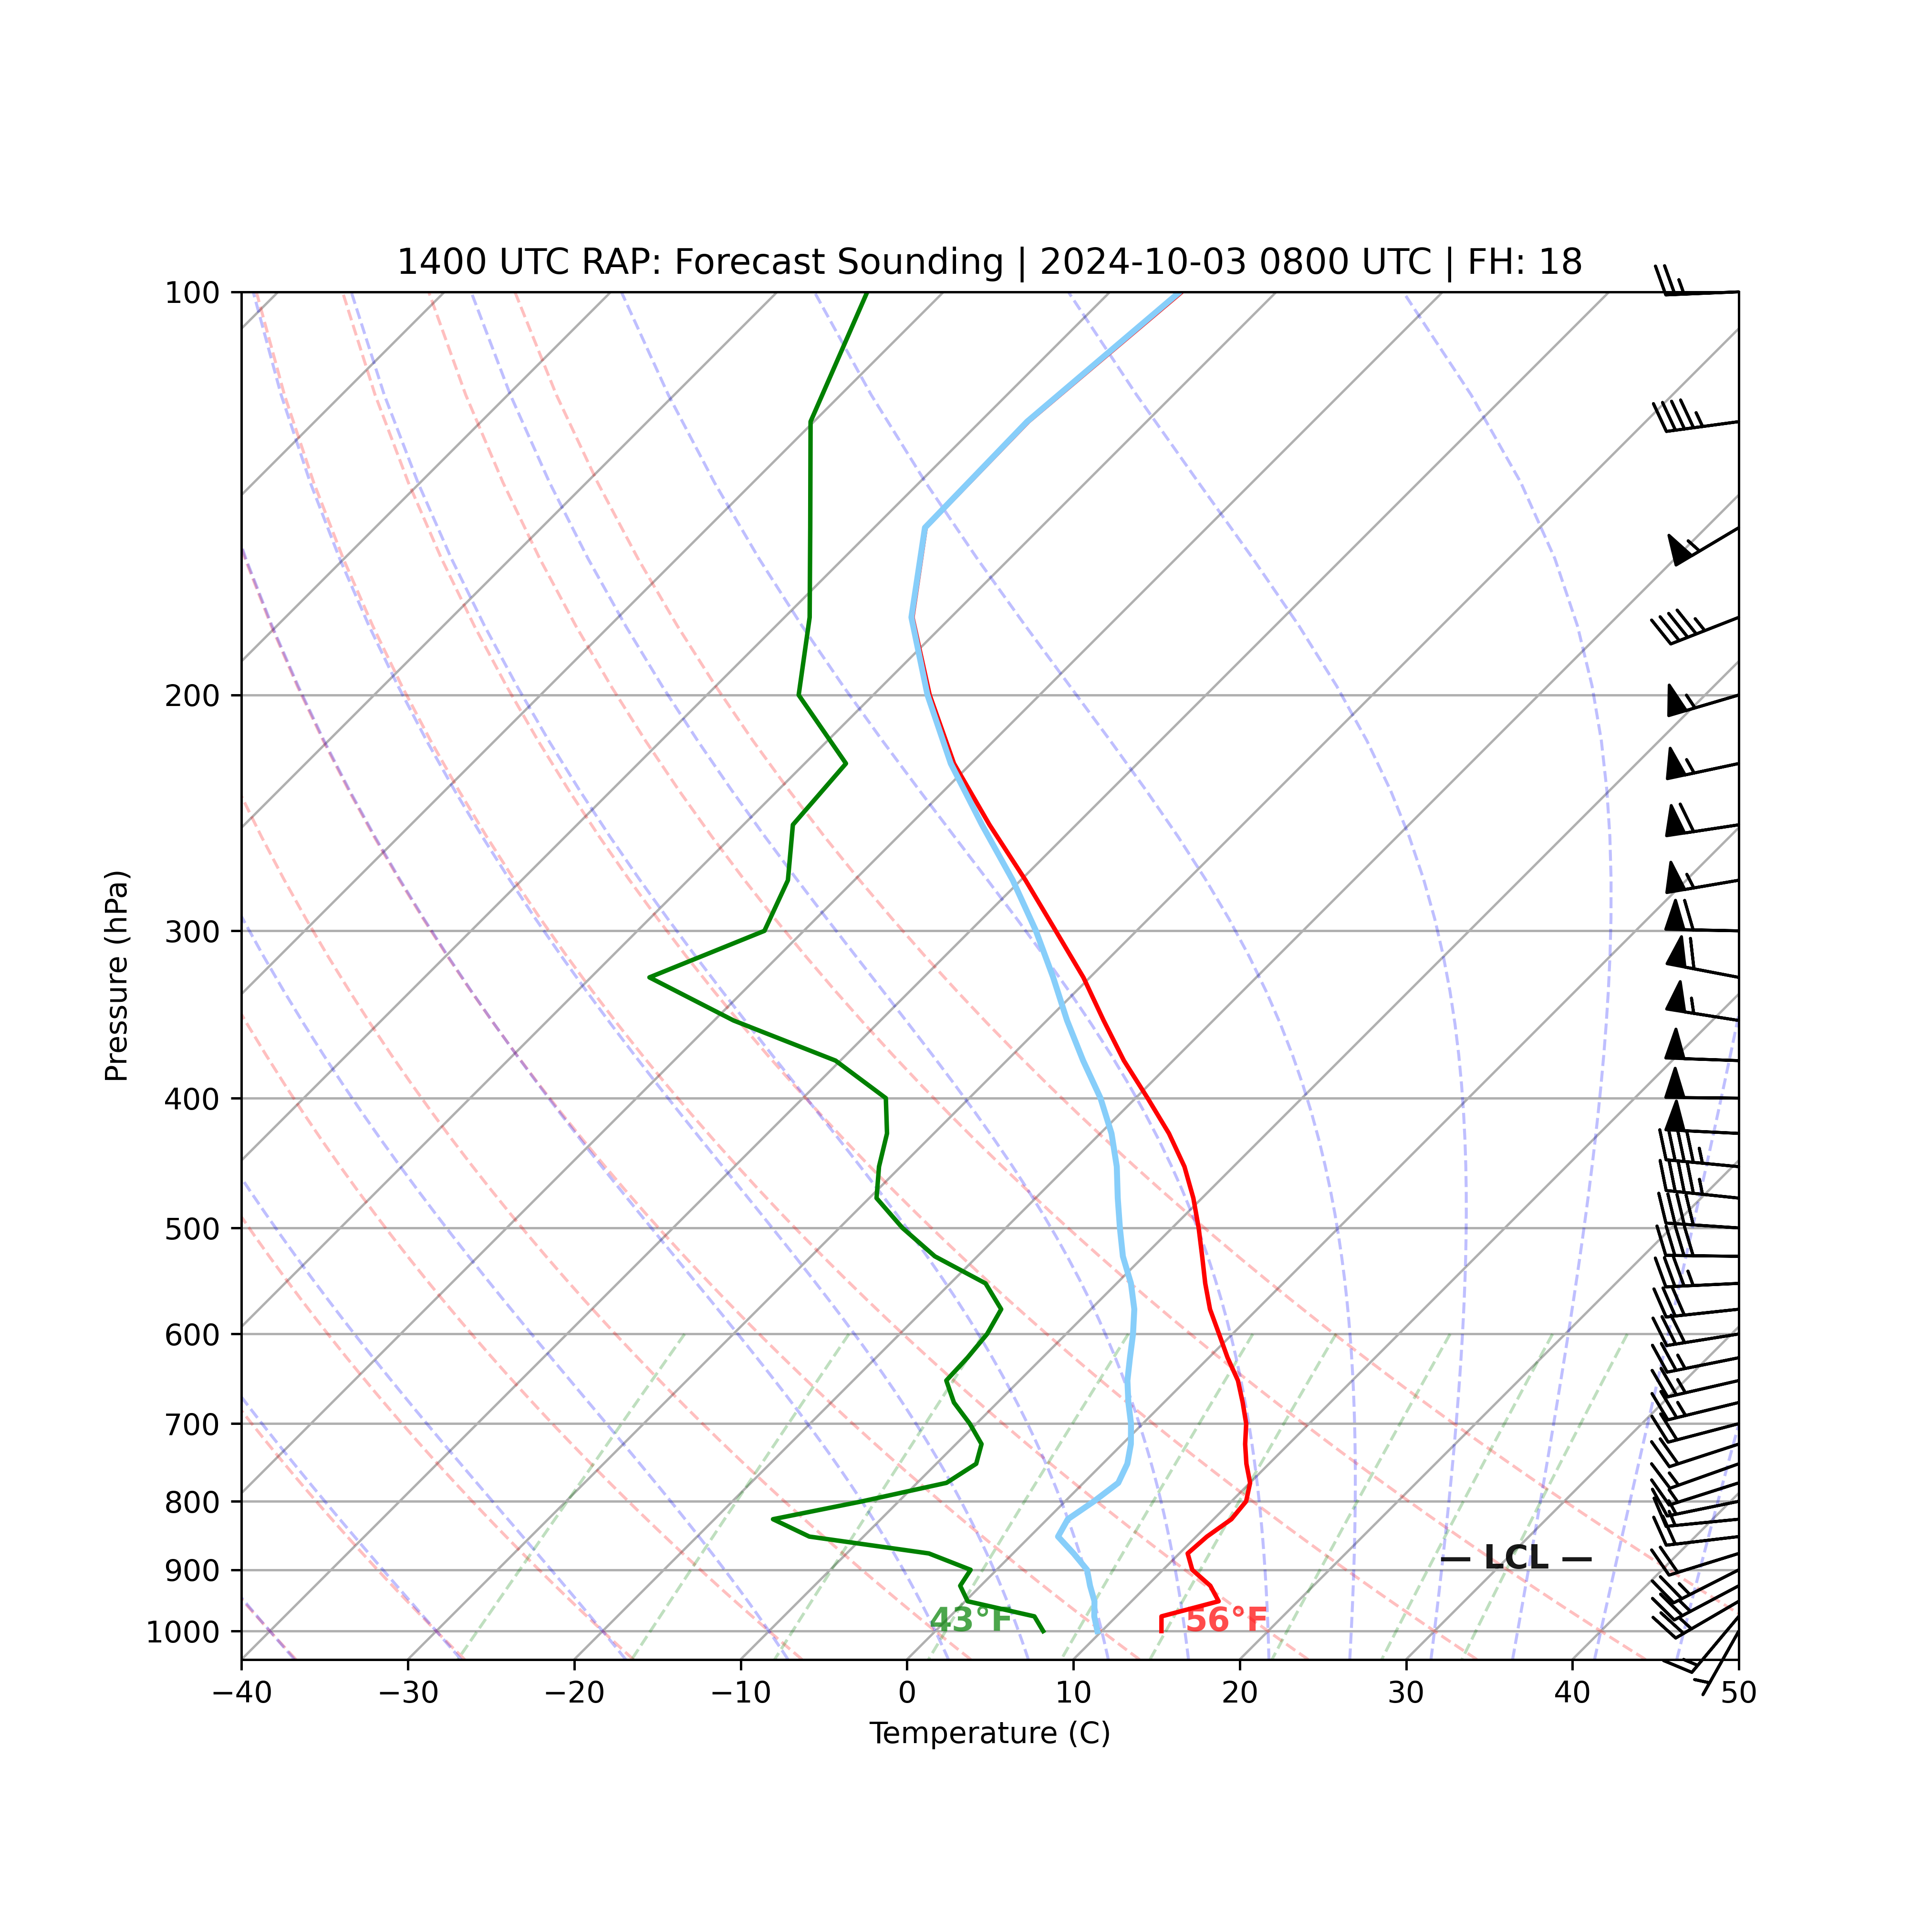 1400 UTC RAP: Forecast Sounding | 2024-10-03 0800 UTC | FH: 18
100
200
300
400
500
600
700
800
900
1000
Pressure (hPa)
— LCL —
43°F
56°F
−40 −30 −20 −10 0 10 20 30 40 50
Temperature (C)